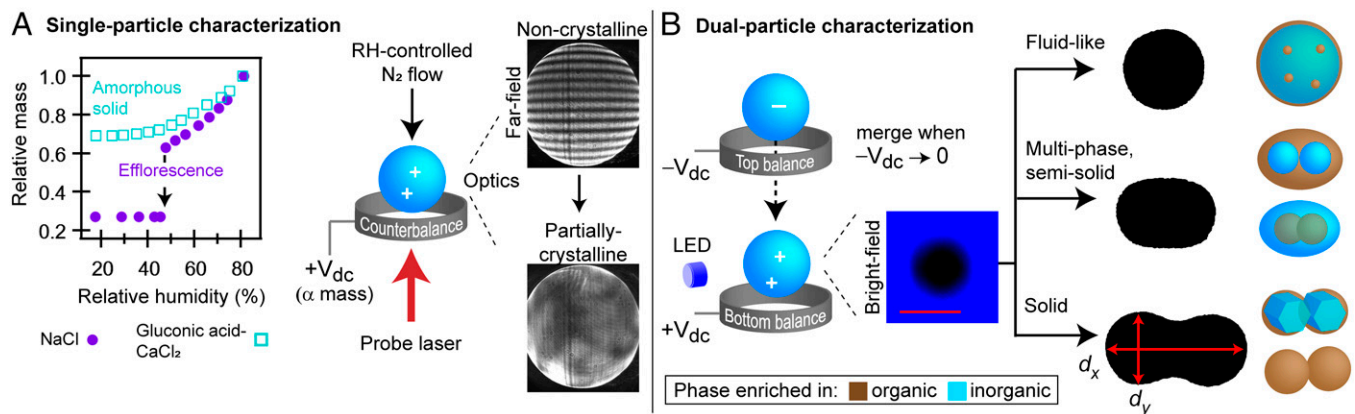 A Single-particle characterization
Relative mass
1.0
0.8
0.6
0.4
0.2
Amorphous
solid
Efflorescence
20 40 60 80
Relative humidity (%)
NaCl
Gluconic acid-
CaCl₂
RH-controlled
N₂ flow
+ +
Counterbalance
+V_dc
(α mass)
Probe laser
Optics
Far-field
Non-crystalline
Partially-
crystalline
B Dual-particle characterization
−
Top balance
−V_dc
merge when
−V_dc → 0
LED
+ +
Bottom balance
+V_dc
Bright-field
Fluid-like
Multi-phase,
semi-solid
Solid
d_x
d_y
Phase enriched in: organic inorganic